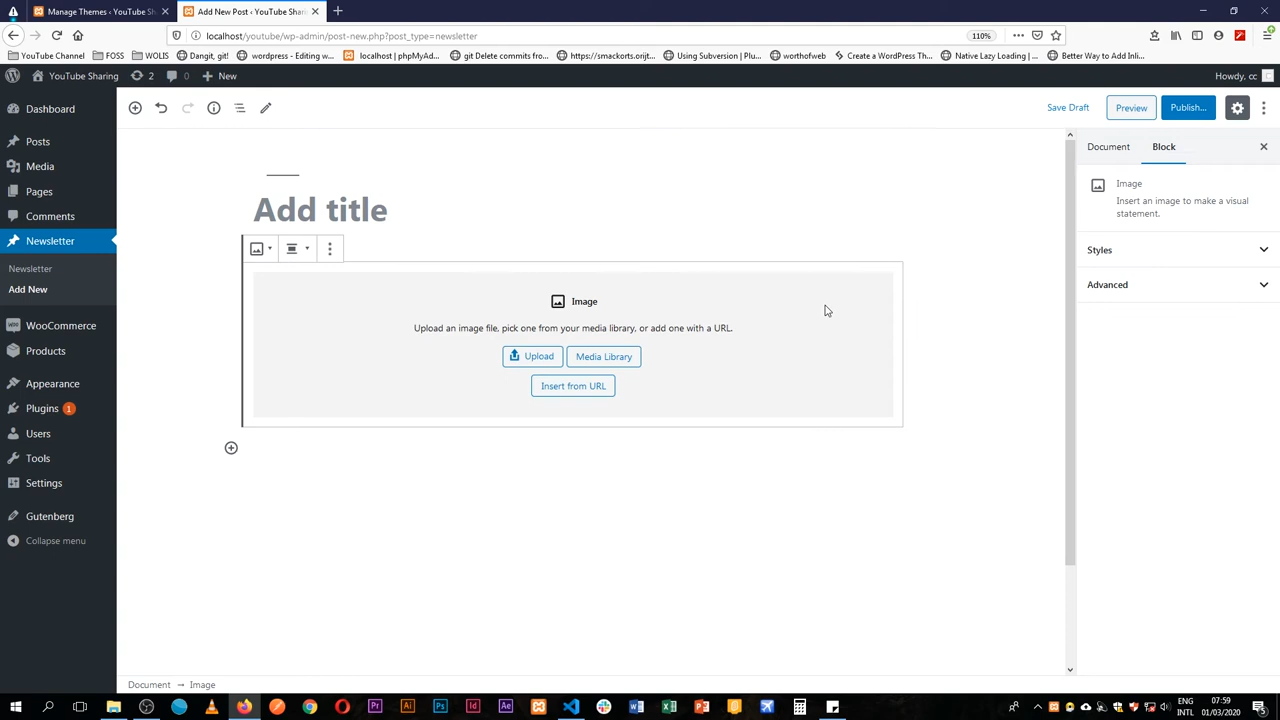 Manage Themes ‹ YouTube Sh
Add New Post ‹ YouTube Shari
localhost/youtube/wp-admin/post-new.php?post_type=newsletter
110%
YouTube Channel
FOSS
WOLIS
Dangit, git!
wordpress - Editing w...
localhost | phpMyAd...
git Delete commits fro...
https://smackorts.orijt...
Using Subversion | Plu...
worthofweb
Create a WordPress Th...
Native Lazy Loading | ...
Better Way to Add Inli...
YouTube Sharing
2
0
New
Howdy, cc
Dashboard
Posts
Media
Pages
Comments
Newsletter
Newsletter
Add New
WooCommerce
Products
Appearance
Plugins 1
Users
Tools
Settings
Gutenberg
Collapse menu
Save Draft
Preview
Publish...
Add title
Image
Upload an image file, pick one from your media library, or add one with a URL.
Upload
Media Library
Insert from URL
Document
Block
Image
Insert an image to make a visual
statement.
Styles
Advanced
Document → Image
ENG
INTL
07:59
01/03/2020